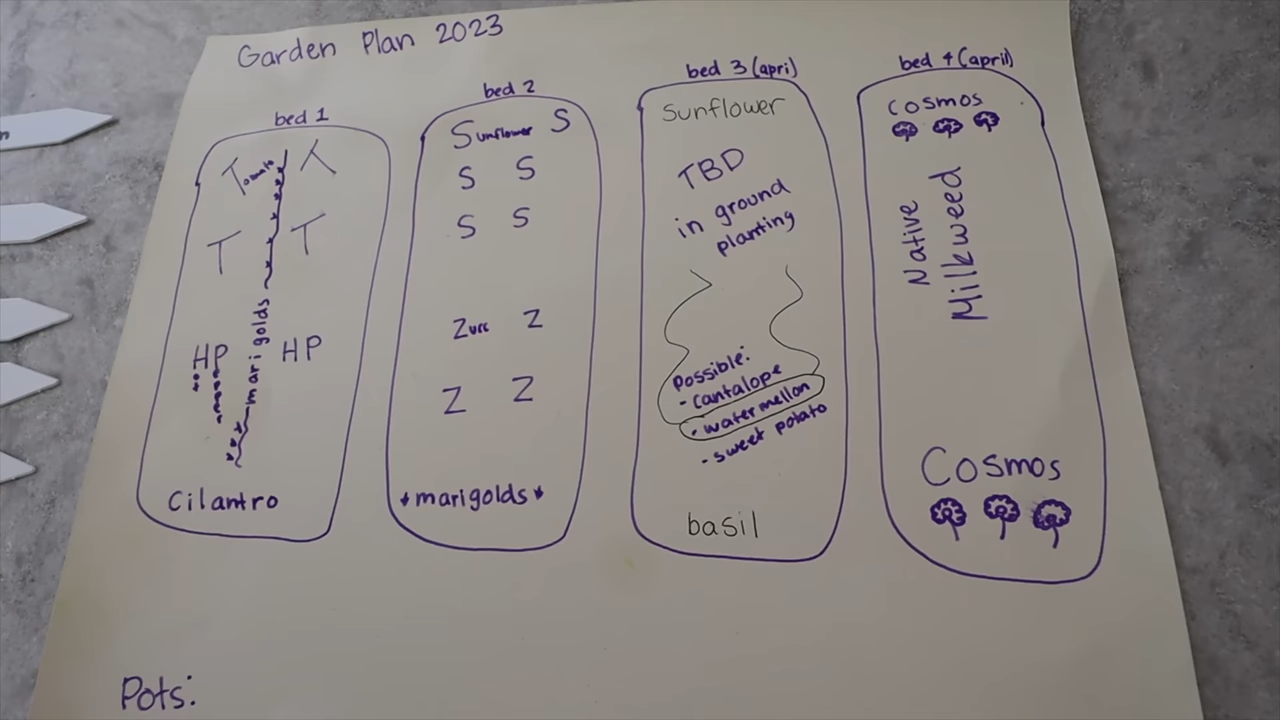 Garden Plan 2023
bed 1
Tomato T
T T
marigolds
HP HP
Cilantro
bed 2
Sunflower S
S S
S S
Zucc Z
Z Z
*marigolds*
bed 3 (apri)
Sunflower
TBD
in ground
planting
possible:
- cantalope
- watermellon
- sweet potato
basil
bed 4 (april)
Cosmos
Native
Milkweed
Cosmos
Pots:
n